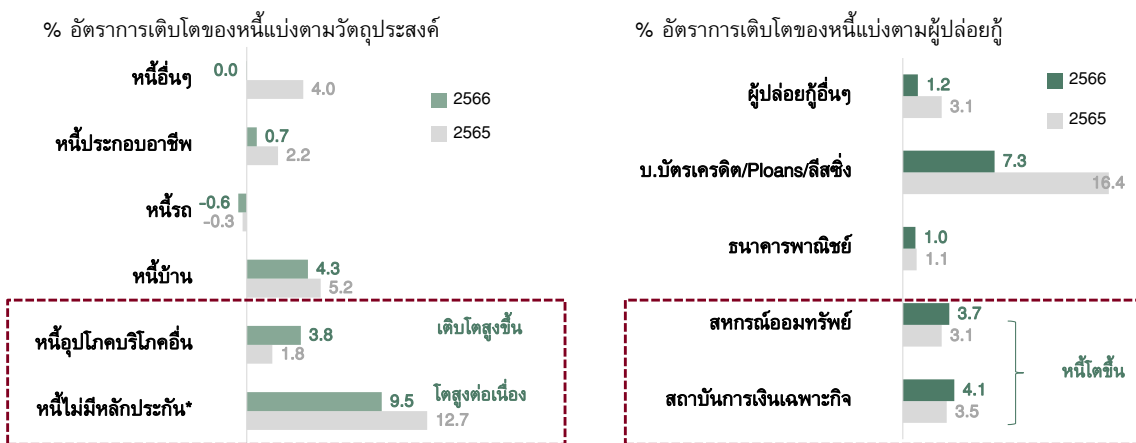 % อัตราการเติบโตของหนี้แบ่งตามวัตถุประสงค์
หนี้อื่นๆ
0.0
4.0
2566
2565
หนี้ประกอบอาชีพ
0.7
2.2
หนี้รถ
-0.6
-0.3
หนี้บ้าน
4.3
5.2
หนี้อุปโภคบริโภคอื่น
3.8
1.8
เติบโตสูงขึ้น
หนี้ไม่มีหลักประกัน*
9.5
12.7
โตสูงต่อเนื่อง
% อัตราการเติบโตของหนี้แบ่งตามผู้ปล่อยกู้
ผู้ปล่อยกู้อื่นๆ
1.2
3.1
2566
2565
บ.บัตรเครดิต/Ploans/ลีสซิ่ง
7.3
16.4
ธนาคารพาณิชย์
1.0
1.1
สหกรณ์ออมทรัพย์
3.7
3.1
สถาบันการเงินเฉพาะกิจ
4.1
3.5
หนี้โตขึ้น